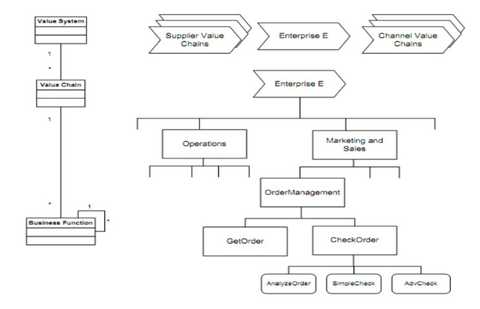 Value System
Supplier Value
Chains
Enterprise E
Channel Value
Chains
1
*
Value Chain
Enterprise E
1
Operations
Marketing and
Sales
OrderManagement
*
1
*
Business Function
GetOrder
CheckOrder
AnalyzeOrder
SimpleCheck
AdvCheck